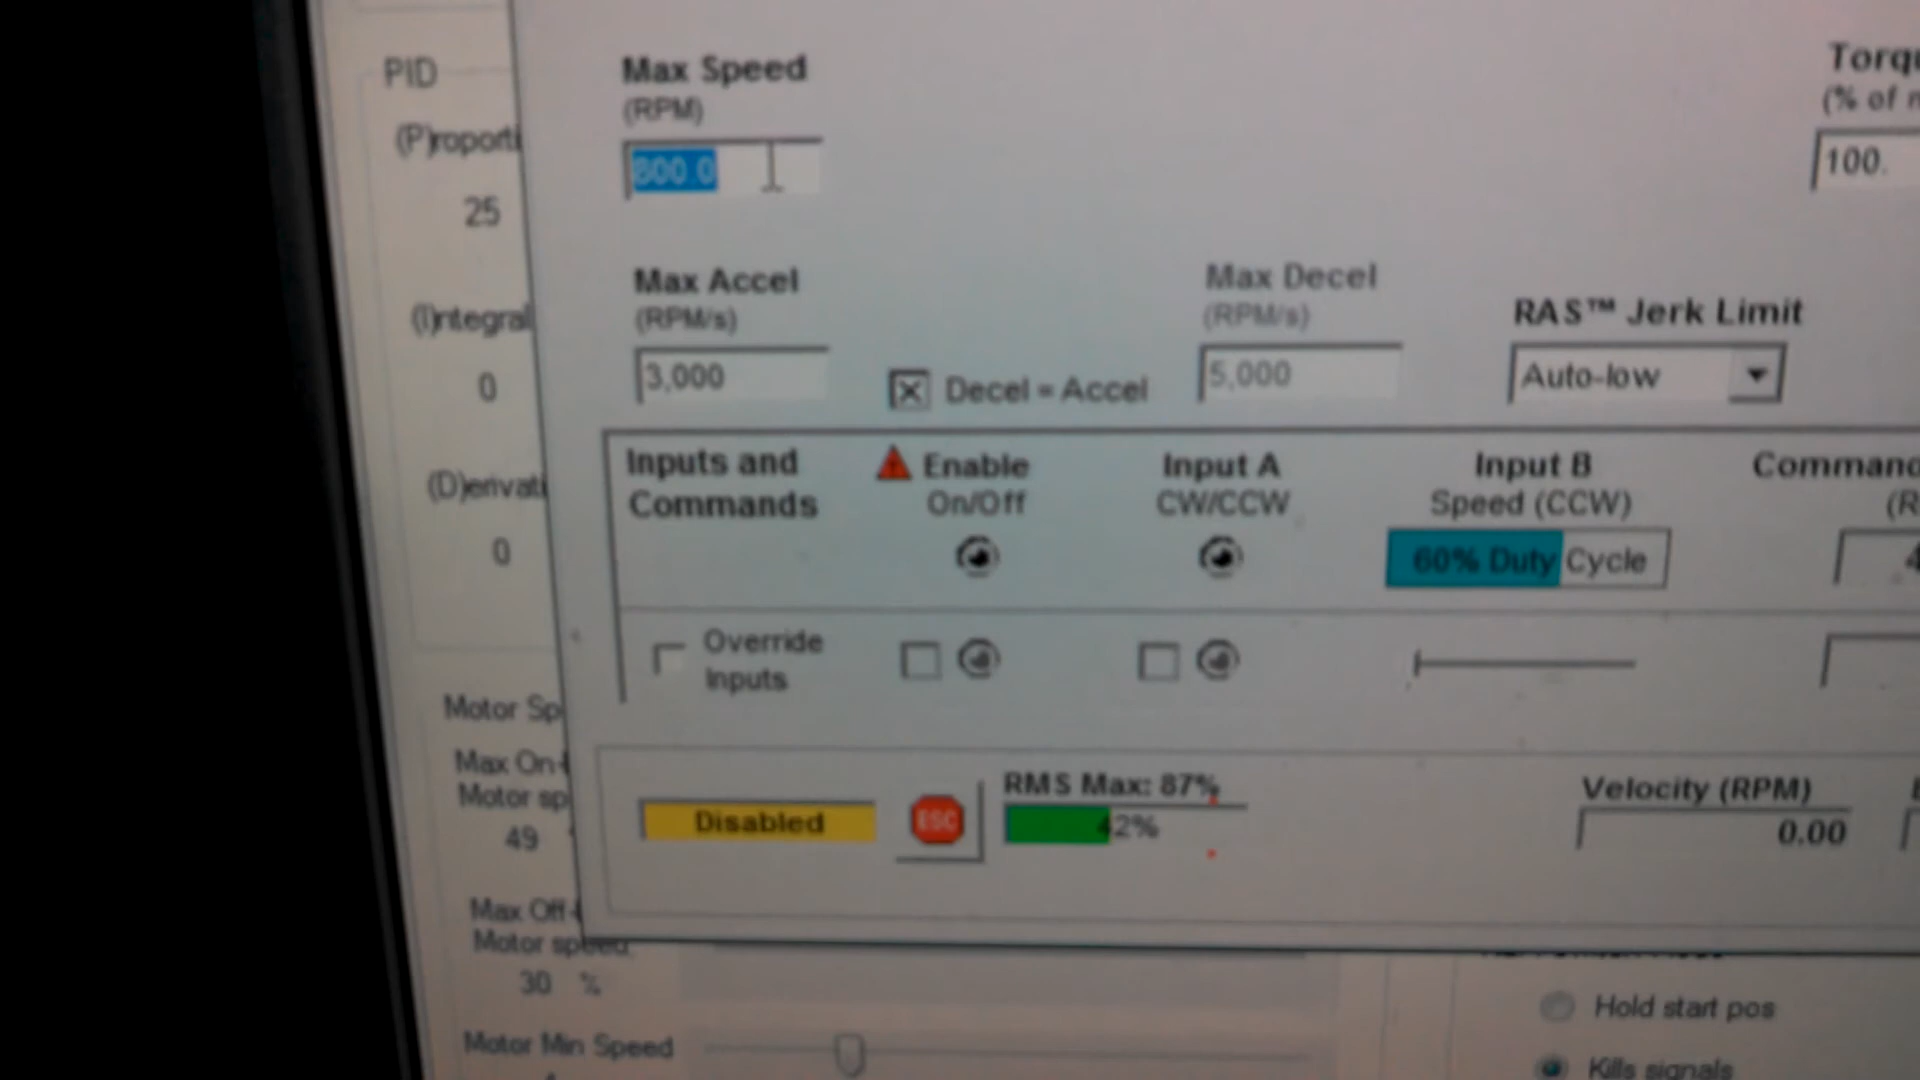 PID
(P)roporti
25
(I)ntegral
0
(D)erivati
0
Motor Sp
Max On-
Motor sp
49
Max Off-
Motor speed
30 %
Motor Min Speed
Max Speed
(RPM)
800.0
Torqu
(% of
100.
Max Accel
(RPM/s)
3,000
Decel = Accel
Max Decel
(RPM/s)
5,000
RAS™ Jerk Limit
Auto-low
Inputs and
Commands
Enable
On/Off
Input A
CW/CCW
Input B
Speed (CCW)
60% Duty Cycle
Command
(R
4
Override
Inputs
Disabled
ESC
RMS Max: 87%
42%
Velocity (RPM)
0.00
Hold start pos
Kills signals